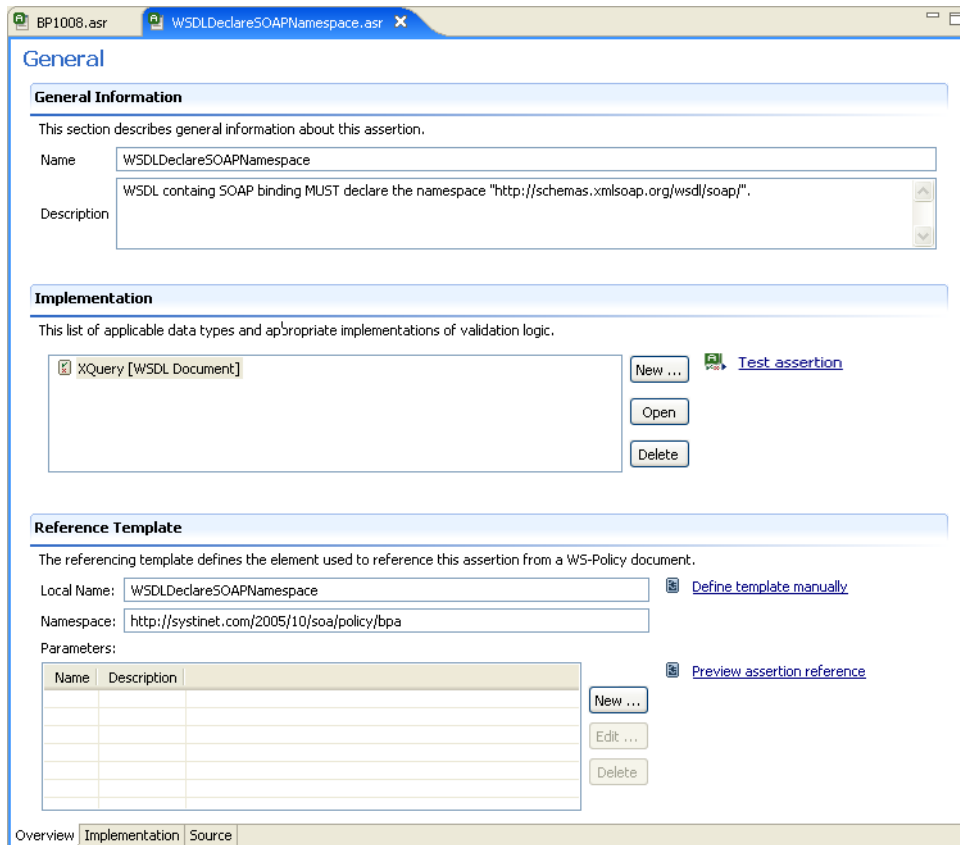 BP1008.asr
WSDLDeclareSOAPNamespace.asr
General
General Information
This section describes general information about this assertion.
Name
WSDLDeclareSOAPNamespace
Description
WSDL containg SOAP binding MUST declare the namespace "http://schemas.xmlsoap.org/wsdl/soap/".
Implementation
This list of applicable data types and appropriate implementations of validation logic.
XQuery [WSDL Document]
New ...
Test assertion
Open
Delete
Reference Template
The referencing template defines the element used to reference this assertion from a WS-Policy document.
Local Name:
WSDLDeclareSOAPNamespace
Define template manually
Namespace:
http://systinet.com/2005/10/soa/policy/bpa
Parameters:
Name Description
Preview assertion reference
New ...
Edit ...
Delete
Overview Implementation Source